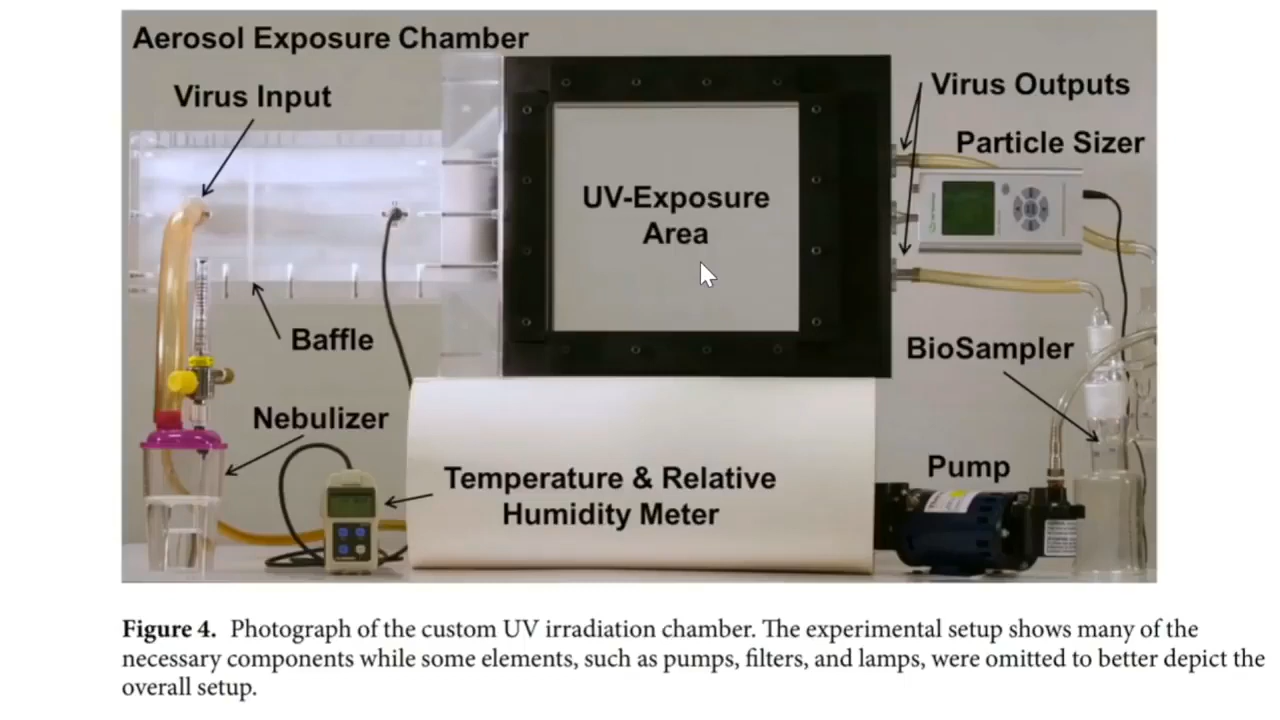 Aerosol Exposure Chamber
Virus Input
Virus Outputs
Particle Sizer
UV-Exposure
Area
Baffle
BioSampler
Nebulizer
Temperature & Relative
Humidity Meter
Pump
Figure 4. Photograph of the custom UV irradiation chamber. The experimental setup shows many of the
necessary components while some elements, such as pumps, filters, and lamps, were omitted to better depict the
overall setup.